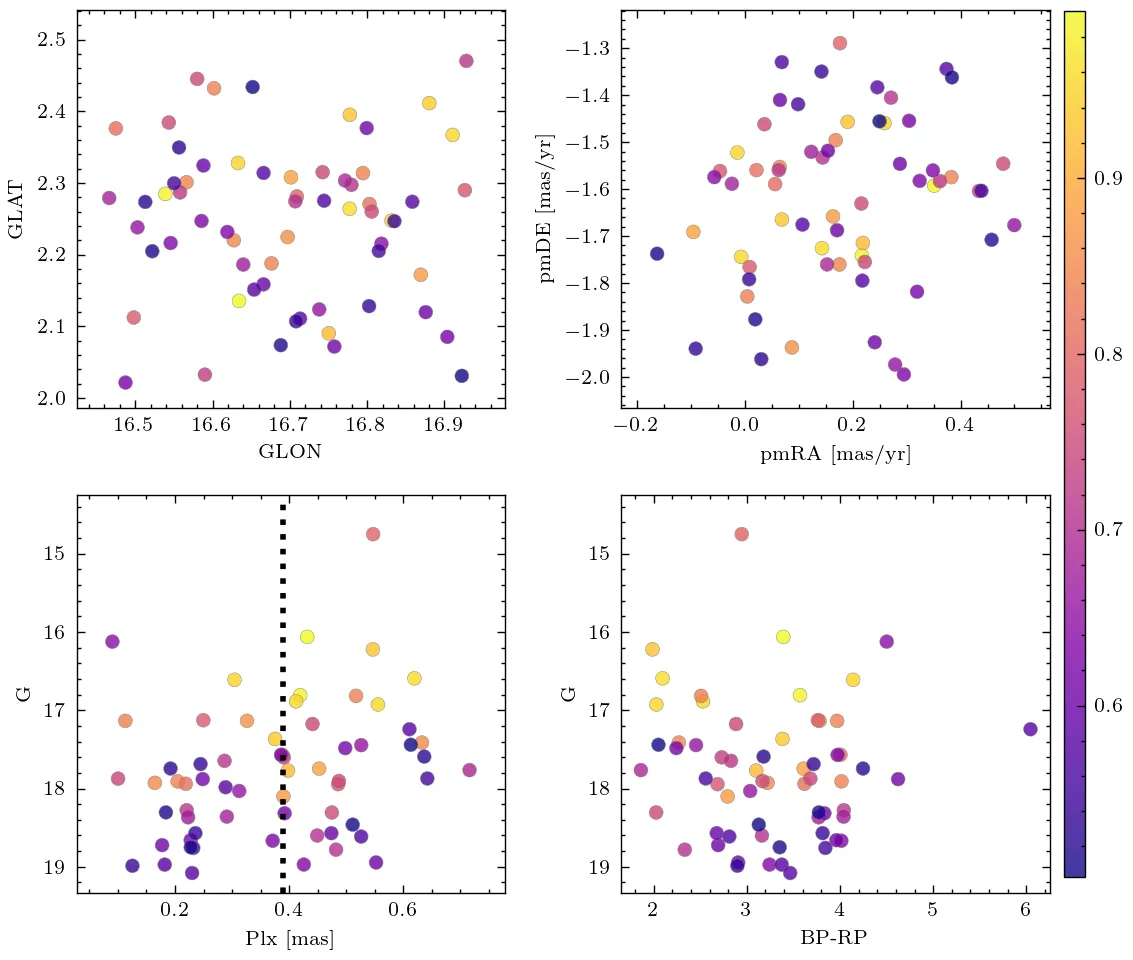 2.5
2.4
2.3
2.2
2.1
2.0
GLAT
16.5 16.6 16.7 16.8 16.9
GLON
−1.3
−1.4
−1.5
−1.6
−1.7
−1.8
−1.9
−2.0
pmDE [mas/yr]
−0.2 0.0 0.2 0.4
pmRA [mas/yr]
0.9
0.8
0.7
0.6
15
16
17
18
19
G
0.2 0.4 0.6
Plx [mas]
15
16
17
18
19
G
2 3 4 5 6
BP-RP